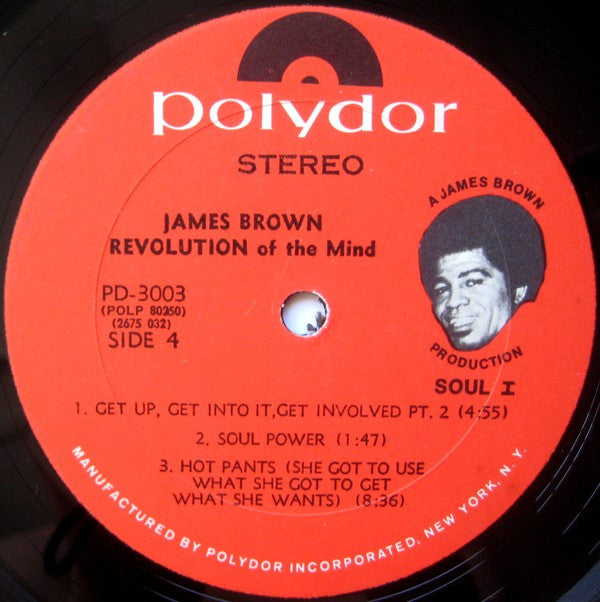 polydor
STEREO
JAMES BROWN
REVOLUTION of the Mind
PD-3003
(POLP 80250)
(2675 032)
SIDE 4
A JAMES BROWN
PRODUCTION
SOUL I
1. GET UP, GET INTO IT,GET INVOLVED PT. 2 (4:55)
2. SOUL POWER (1:47)
3. HOT PANTS (SHE GOT TO USE
WHAT SHE GOT TO GET
WHAT SHE WANTS) (8:36)
MANUFACTURED BY POLYDOR INCORPORATED, NEW YORK, N. Y.